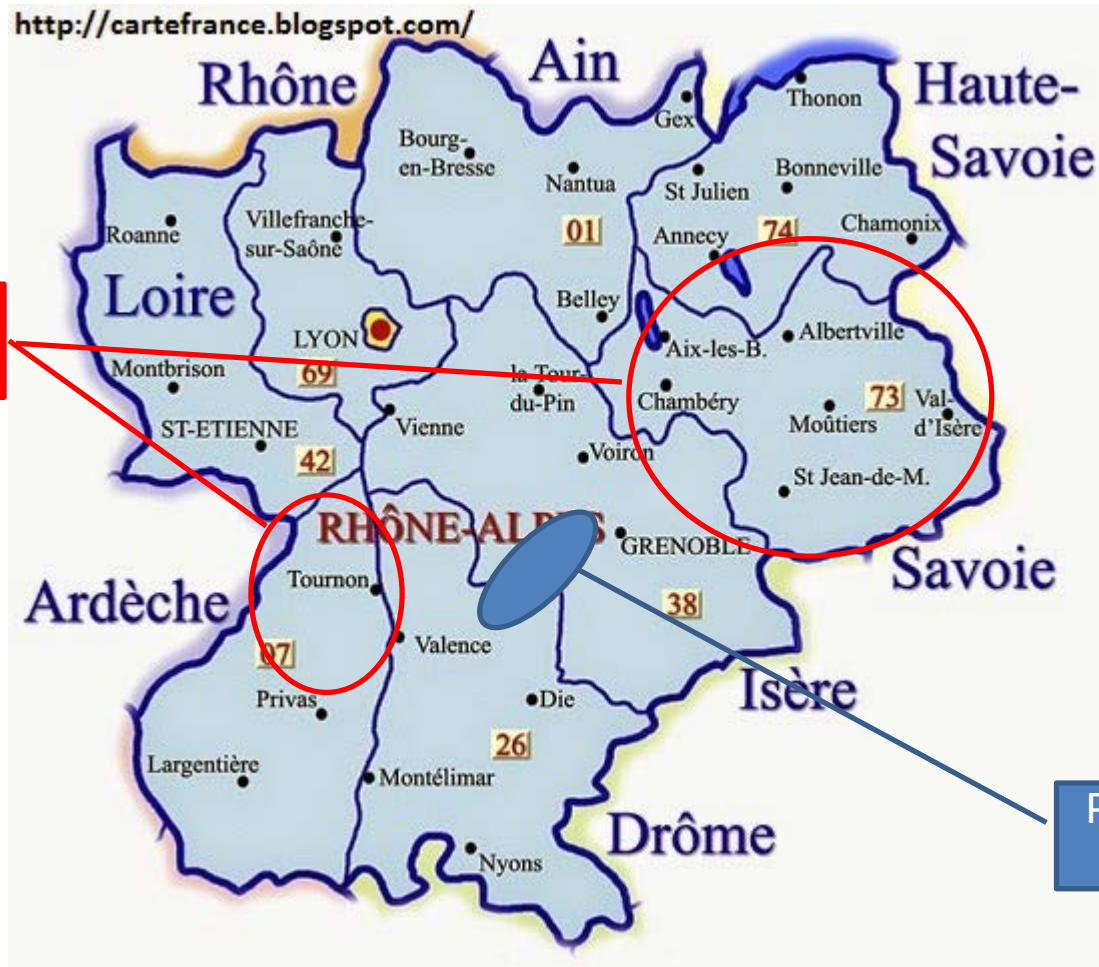 http://cartefrance.blogspot.com/
Rhône
Ain
Haute-
Savoie
Thonon
Gex
Bourg-
en-Bresse
Nantua
St Julien
Bonneville
Roanne
Villefranche-
sur-Saône
01
Annecy
74
Chamonix
Loire
Belley
LYON
Aix-les-B.
Albertville
Montbrison
69
la Tour-
du-Pin
Chambéry
73
Val-
d'Isère
Moûtiers
Vienne
ST-ETIENNE
42
Voiron
St Jean-de-M.
RHÔNE-ALPES
GRENOBLE
Savoie
Ardèche
Tournon
38
07
Valence
Privas
Die
Isère
26
Largentière
Montélimar
P
Drôme
Nyons